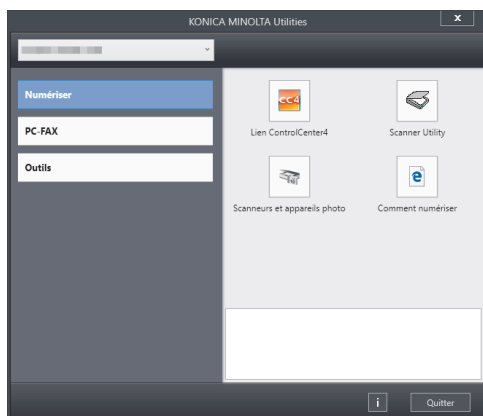 KONICA MINOLTA Utilities
x
Numériser
PC-FAX
Outils
CC4
Lien ControlCenter4
Scanner Utility
Scanneurs et appareils photo
Comment numériser
i
Quitter